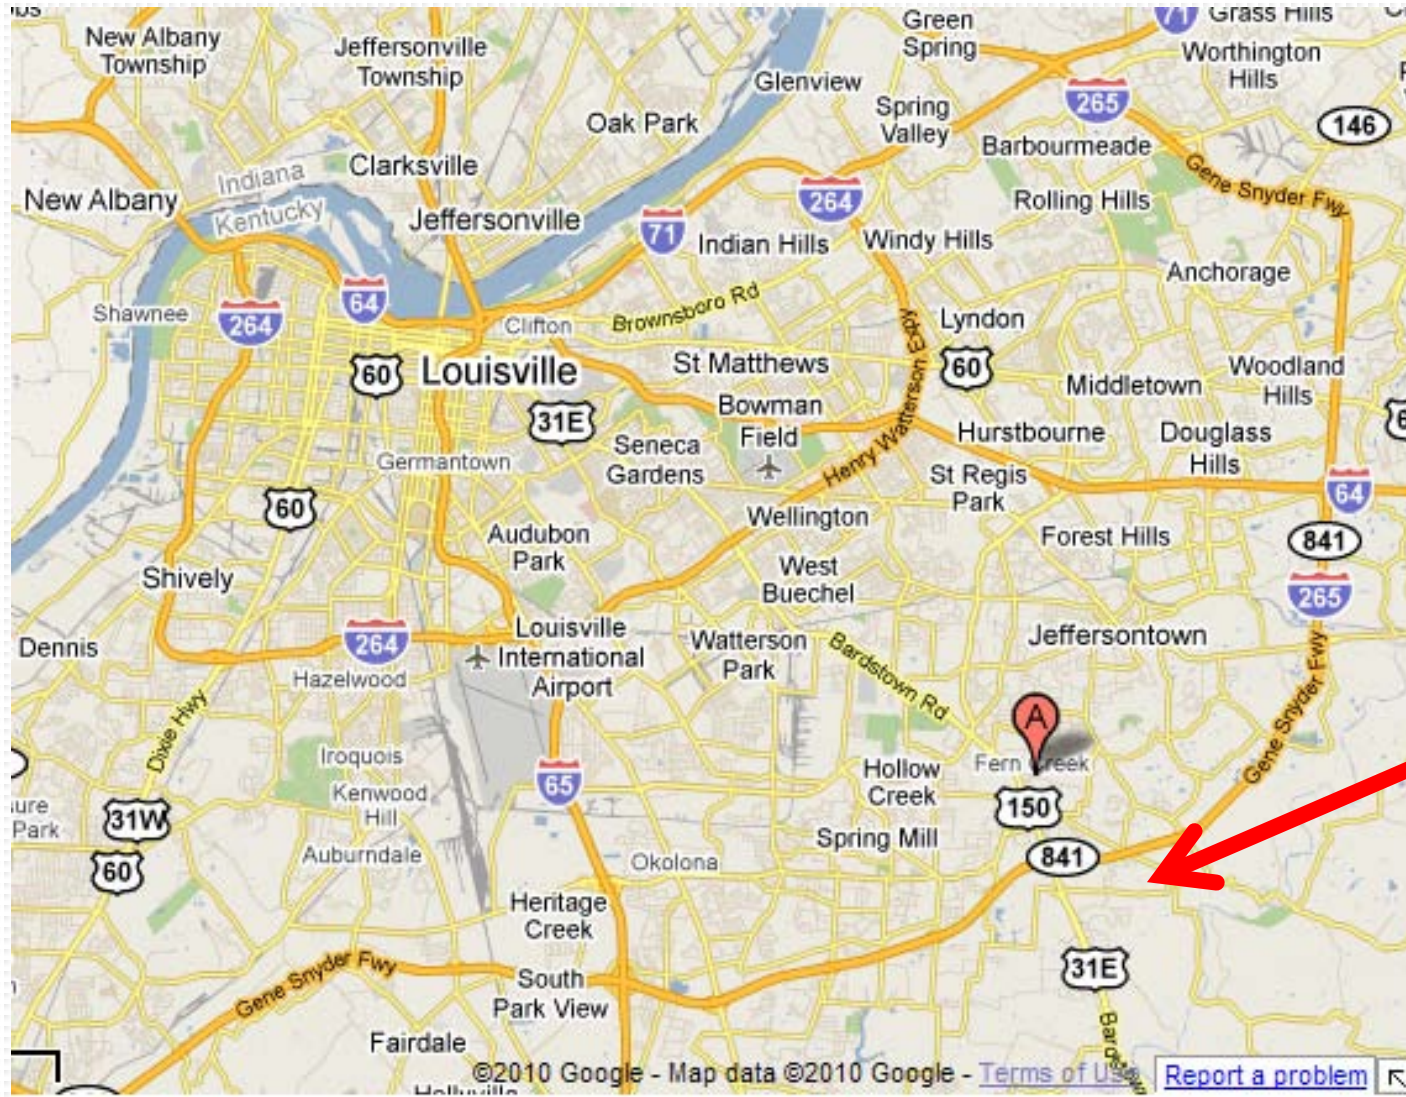 71
Grass Hills
Green
Spring
New Albany
Township
Jeffersonville
Township
Worthington
Hills
Glenview
265
Spring
Valley
Oak Park
146
Barbourmeade
Clarksville
Indiana
Kentucky
Gene Snyder Fwy
New Albany
264
Rolling Hills
Jeffersonville
71
Indian Hills
Windy Hills
Anchorage
64
Brownsboro Rd
Shawnee
264
Clifton
Lyndon
60
Louisville
St Matthews
60
Woodland
Hills
Middletown
Henry Watterson Expy
31E
Bowman
Field
Seneca
Gardens
Hurstbourne
Douglass
Hills
Germantown
St Regis
Park
64
60
Wellington
Audubon
Park
Forest Hills
841
West
Buechel
Shively
265
Louisville
International
Airport
264
Watterson
Park
Jeffersontown
Dennis
Bardstown Rd
Hazelwood
Gene Snyder Fwy
Dixie Hwy
A
Iroquois
Fern Creek
65
Hollow
Creek
Kenwood
Hill
150
Park
31W
Spring Mill
841
Auburndale
Okolona
60
Heritage
Creek
31E
Gene Snyder Fwy
South
Park View
Fairdale
©2010 Google - Map data ©2010 Google - Terms of Use
Report a problem